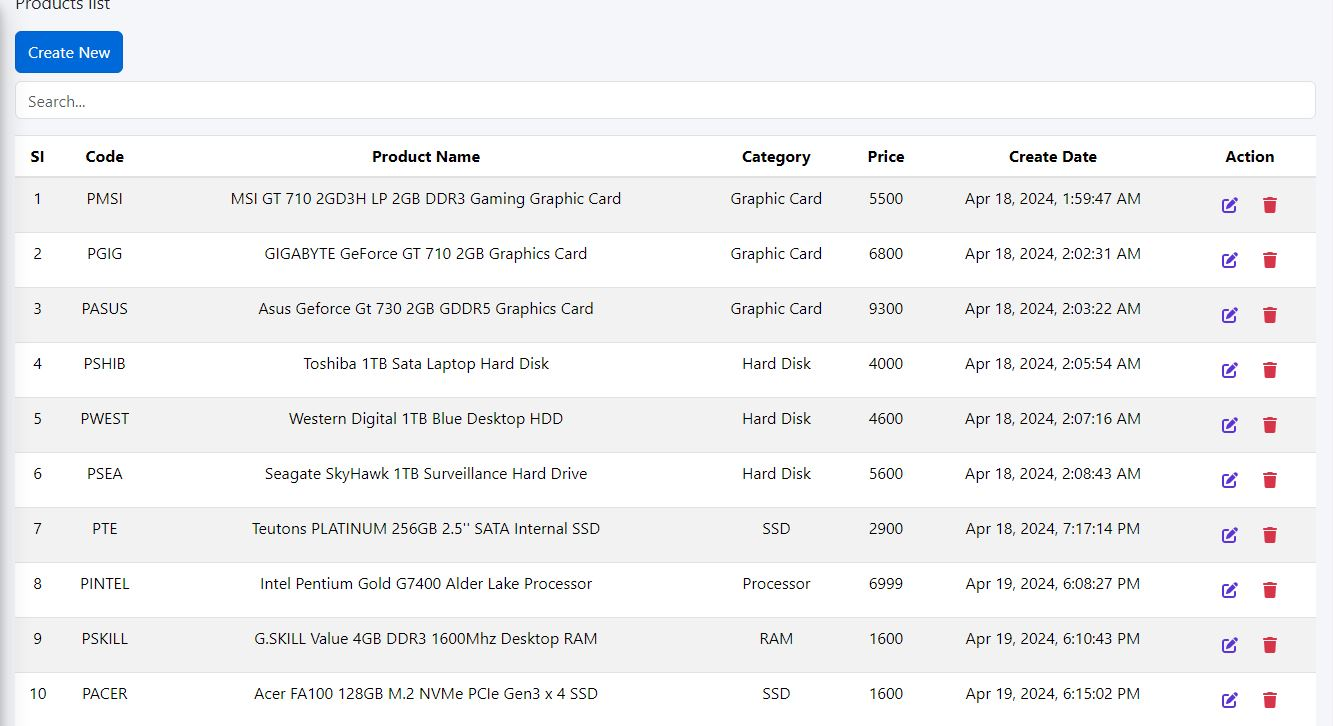 Products list
Create New
Search...
SI Code Product Name Category Price Create Date Action
1 PMSI MSI GT 710 2GD3H LP 2GB DDR3 Gaming Graphic Card Graphic Card 5500 Apr 18, 2024, 1:59:47 AM
2 PGIG GIGABYTE GeForce GT 710 2GB Graphics Card Graphic Card 6800 Apr 18, 2024, 2:02:31 AM
3 PASUS Asus Geforce Gt 730 2GB GDDR5 Graphics Card Graphic Card 9300 Apr 18, 2024, 2:03:22 AM
4 PSHIB Toshiba 1TB Sata Laptop Hard Disk Hard Disk 4000 Apr 18, 2024, 2:05:54 AM
5 PWEST Western Digital 1TB Blue Desktop HDD Hard Disk 4600 Apr 18, 2024, 2:07:16 AM
6 PSEA Seagate SkyHawk 1TB Surveillance Hard Drive Hard Disk 5600 Apr 18, 2024, 2:08:43 AM
7 PTE Teutons PLATINUM 256GB 2.5'' SATA Internal SSD SSD 2900 Apr 18, 2024, 7:17:14 PM
8 PINTEL Intel Pentium Gold G7400 Alder Lake Processor Processor 6999 Apr 19, 2024, 6:08:27 PM
9 PSKILL G.SKILL Value 4GB DDR3 1600Mhz Desktop RAM RAM 1600 Apr 19, 2024, 6:10:43 PM
10 PACER Acer FA100 128GB M.2 NVMe PCIe Gen3 x 4 SSD SSD 1600 Apr 19, 2024, 6:15:02 PM